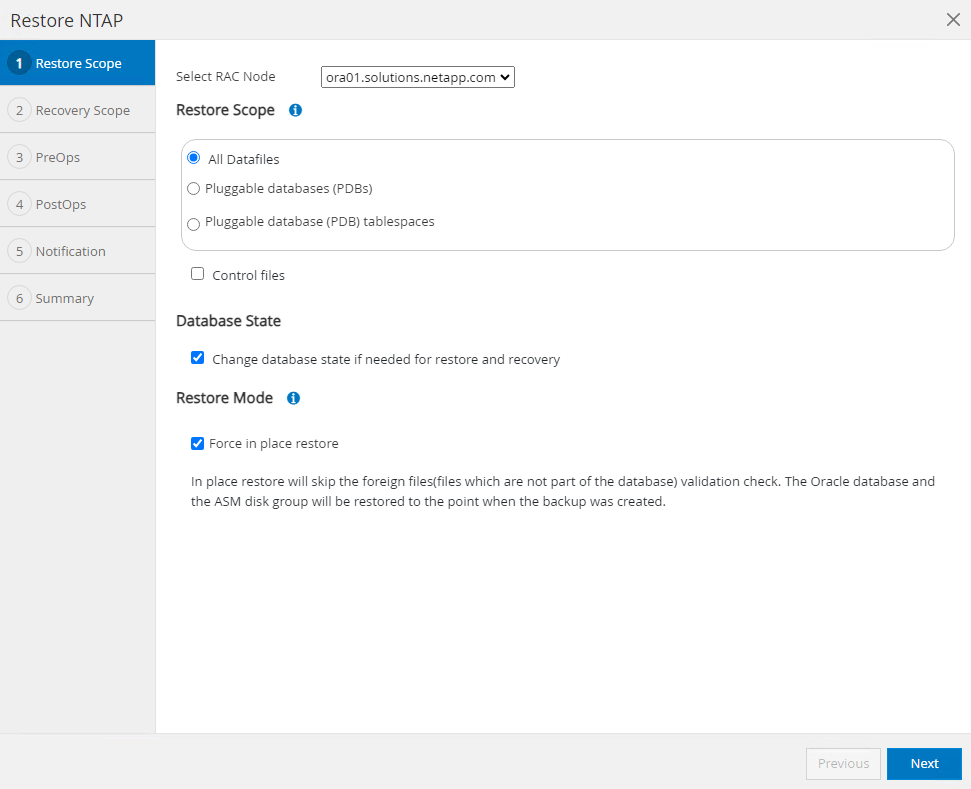 Restore NTAP
1 Restore Scope
2 Recovery Scope
3 PreOps
4 PostOps
5 Notification
6 Summary
Select RAC Node
ora01.solutions.netapp.com
Restore Scope i
All Datafiles
Pluggable databases (PDBs)
Pluggable database (PDB) tablespaces
Control files
Database State
Change database state if needed for restore and recovery
Restore Mode i
Force in place restore
In place restore will skip the foreign files(files which are not part of the database) validation check. The Oracle database and
the ASM disk group will be restored to the point when the backup was created.
Previous
Next